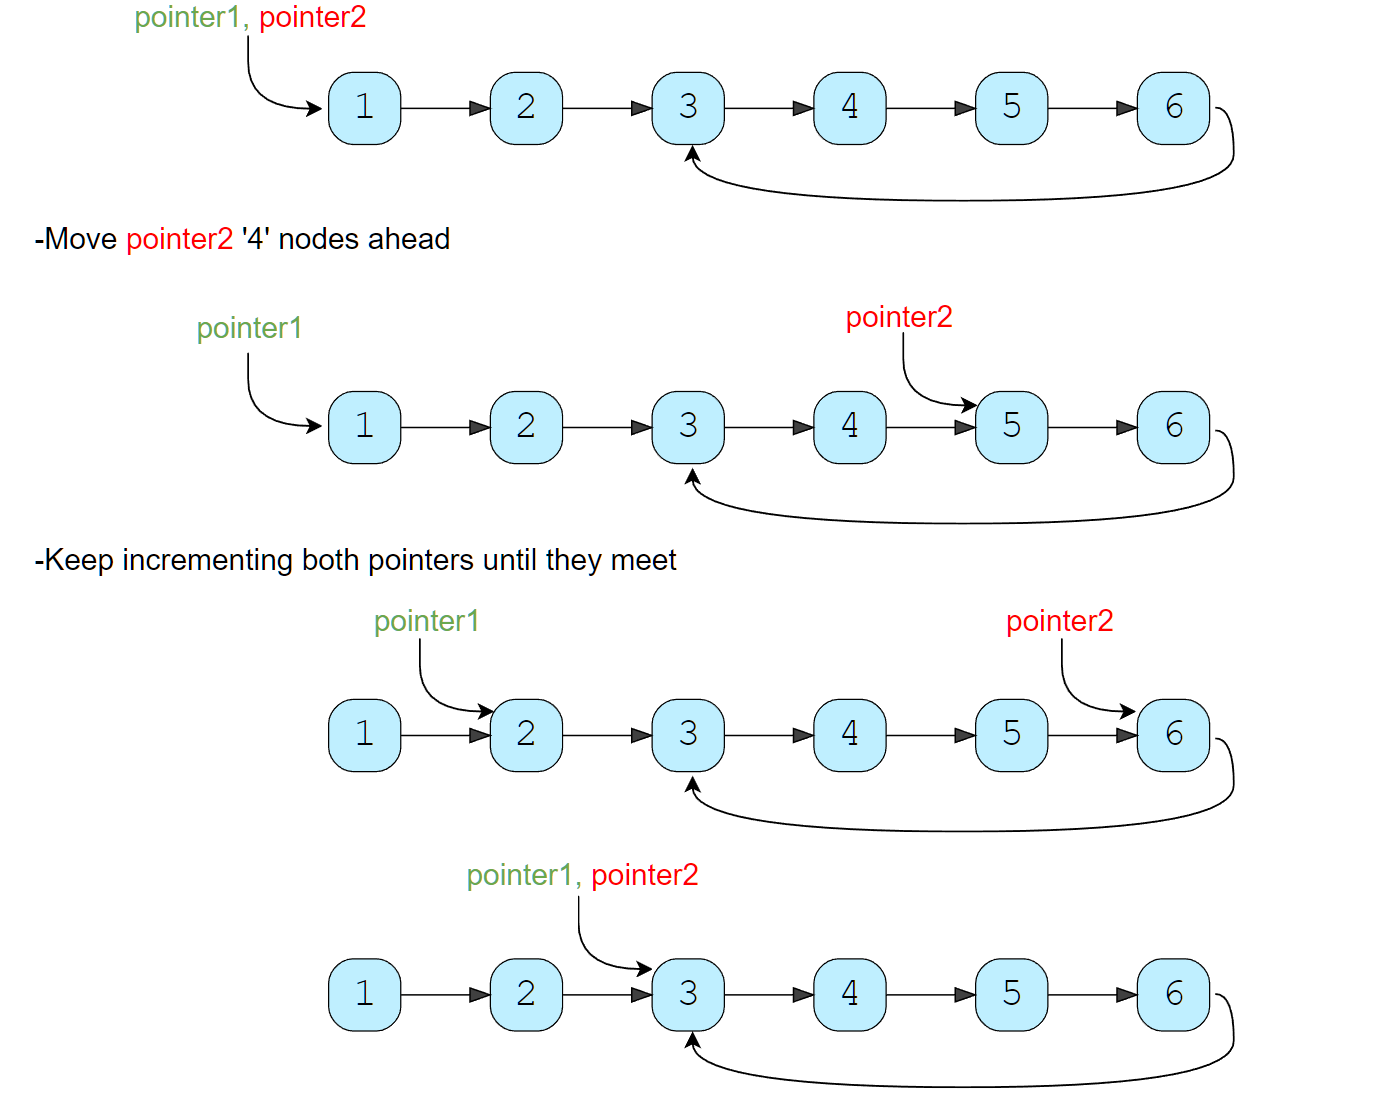 pointer1, pointer2
1 2 3 4 5 6
-Move pointer2 '4' nodes ahead
pointer1 pointer2
1 2 3 4 5 6
-Keep incrementing both pointers until they meet
pointer1 pointer2
1 2 3 4 5 6
pointer1, pointer2
1 2 3 4 5 6